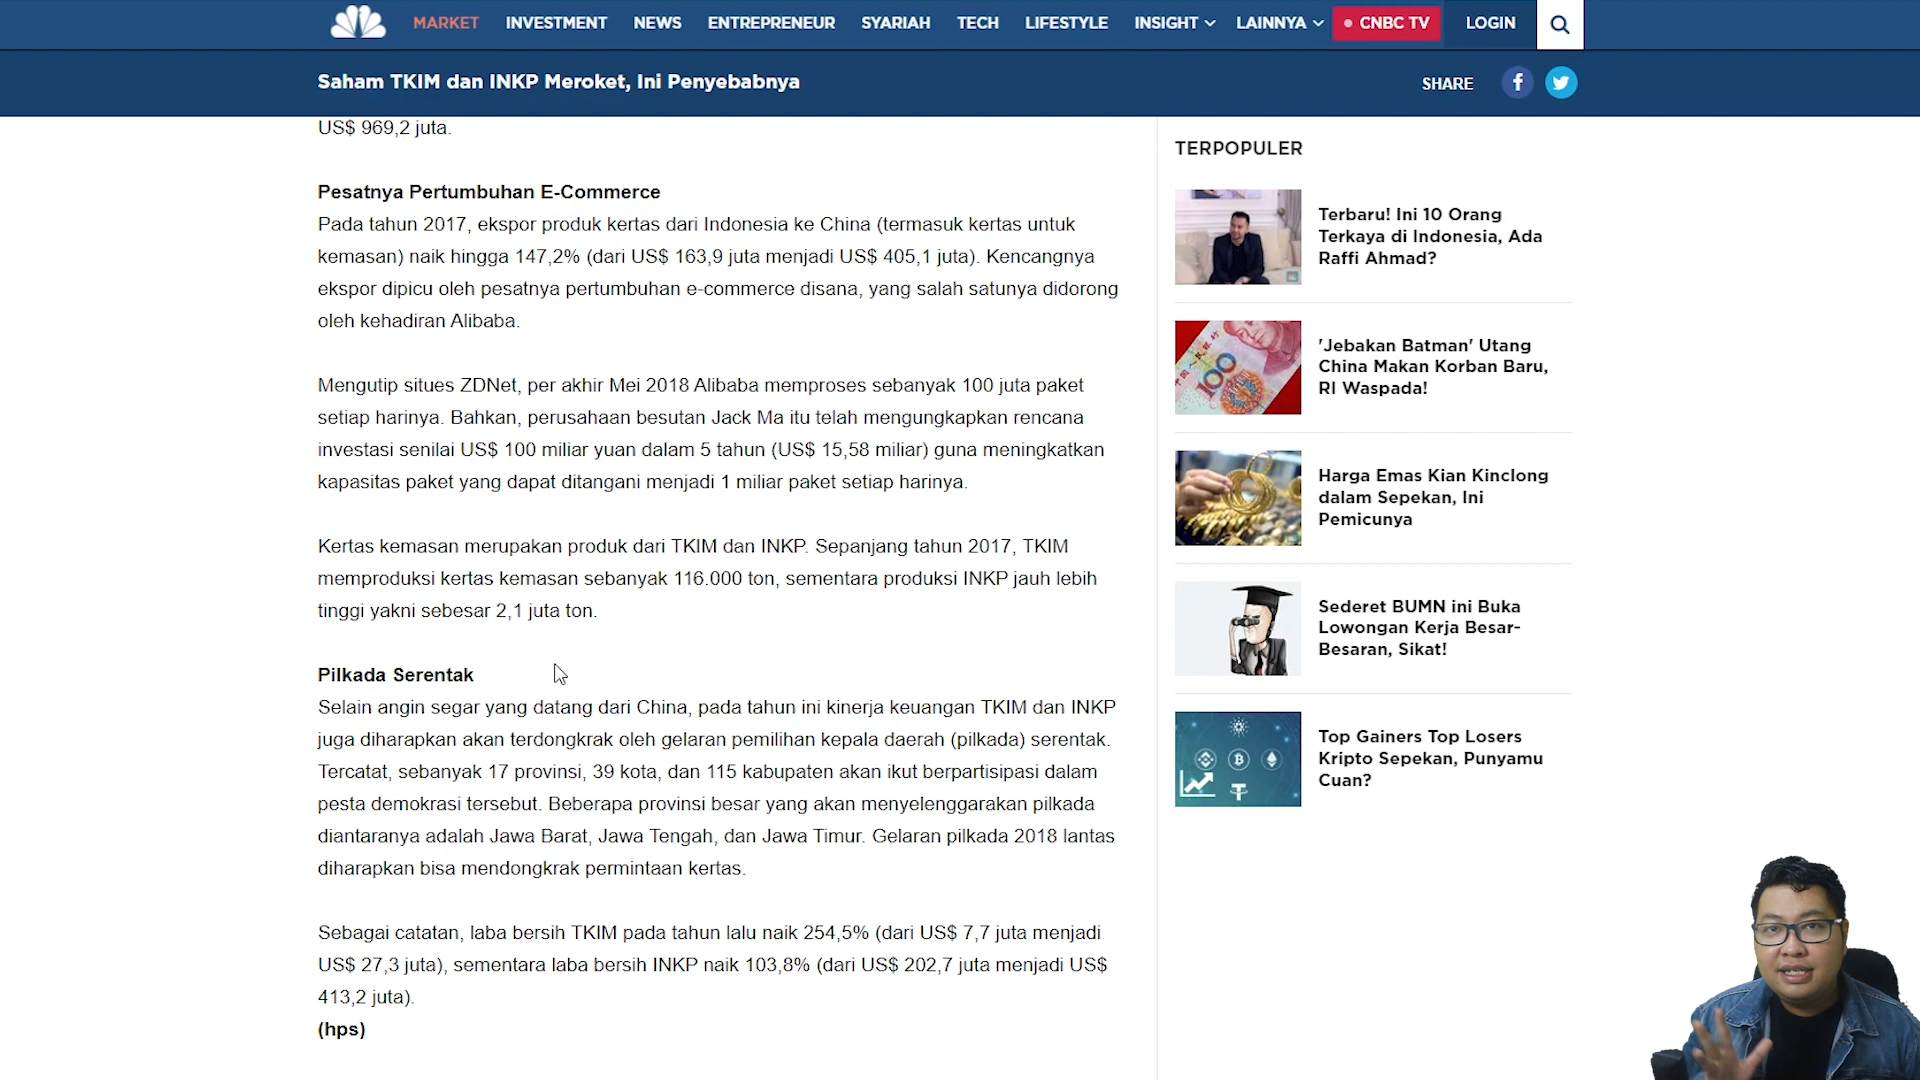 MARKET INVESTMENT NEWS ENTREPRENEUR SYARIAH TECH LIFESTYLE INSIGHT LAINNYA CNBC TV LOGIN
Saham TKIM dan INKP Meroket, Ini Penyebabnya
SHARE
US$ 969,2 juta.
Pesatnya Pertumbuhan E-Commerce
Pada tahun 2017, ekspor produk kertas dari Indonesia ke China (termasuk kertas untuk
kemasan) naik hingga 147,2% (dari US$ 163,9 juta menjadi US$ 405,1 juta). Kencangnya
ekspor dipicu oleh pesatnya pertumbuhan e-commerce disana, yang salah satunya didorong
oleh kehadiran Alibaba.
Mengutip situes ZDNet, per akhir Mei 2018 Alibaba memproses sebanyak 100 juta paket
setiap harinya. Bahkan, perusahaan besutan Jack Ma itu telah mengungkapkan rencana
investasi senilai US$ 100 miliar yuan dalam 5 tahun (US$ 15,58 miliar) guna meningkatkan
kapasitas paket yang dapat ditangani menjadi 1 miliar paket setiap harinya.
Kertas kemasan merupakan produk dari TKIM dan INKP. Sepanjang tahun 2017, TKIM
memproduksi kertas kemasan sebanyak 116.000 ton, sementara produksi INKP jauh lebih
tinggi yakni sebesar 2,1 juta ton.
Pilkada Serentak
Selain angin segar yang datang dari China, pada tahun ini kinerja keuangan TKIM dan INKP
juga diharapkan akan terdongkrak oleh gelaran pemilihan kepala daerah (pilkada) serentak.
Tercatat, sebanyak 17 provinsi, 39 kota, dan 115 kabupaten akan ikut berpartisipasi dalam
pesta demokrasi tersebut. Beberapa provinsi besar yang akan menyelenggarakan pilkada
diantaranya adalah Jawa Barat, Jawa Tengah, dan Jawa Timur. Gelaran pilkada 2018 lantas
diharapkan bisa mendongkrak permintaan kertas.
Sebagai catatan, laba bersih TKIM pada tahun lalu naik 254,5% (dari US$ 7,7 juta menjadi
US$ 27,3 juta), sementara laba bersih INKP naik 103,8% (dari US$ 202,7 juta menjadi US$
413,2 juta).
(hps)
TERPOPULER
Terbaru! Ini 10 Orang
Terkaya di Indonesia, Ada
Raffi Ahmad?
100
'Jebakan Batman' Utang
China Makan Korban Baru,
RI Waspada!
Harga Emas Kian Kinclong
dalam Sepekan, Ini
Pemicunya
Sederet BUMN ini Buka
Lowongan Kerja Besar-
Besaran, Sikat!
Top Gainers Top Losers
Kripto Sepekan, Punyamu
Cuan?